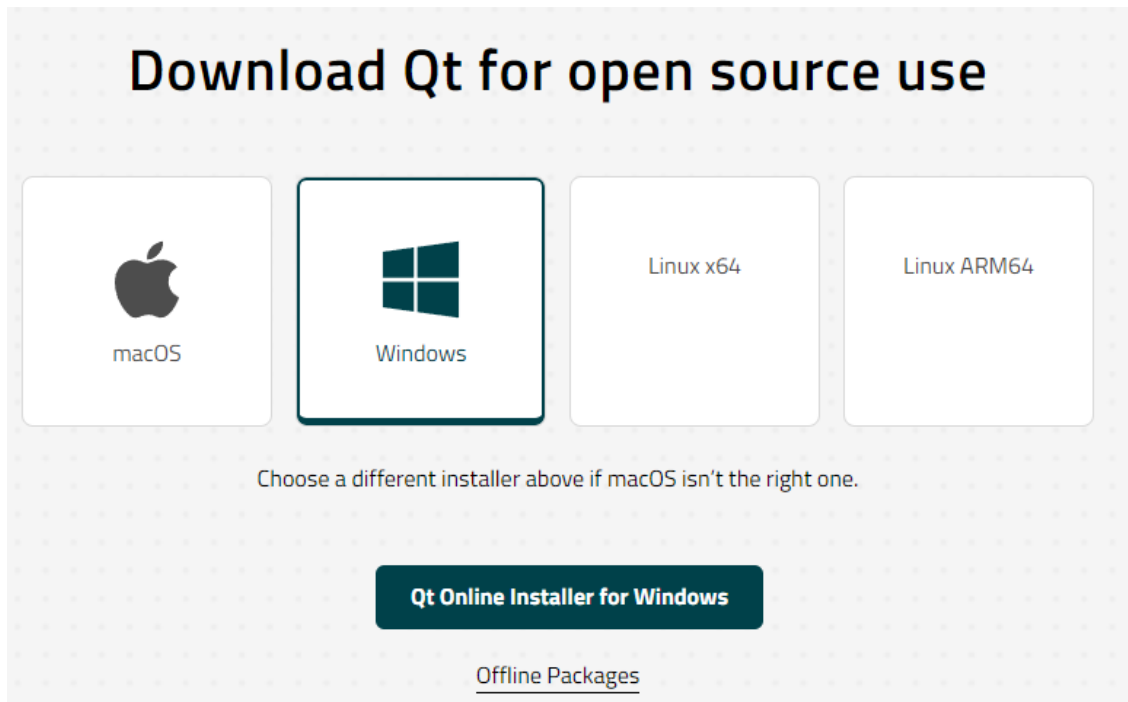 Download Qt for open source use
macOS
Windows
Linux x64
Linux ARM64
Choose a different installer above if macOS isn’t the right one.
Qt Online Installer for Windows
Offline Packages